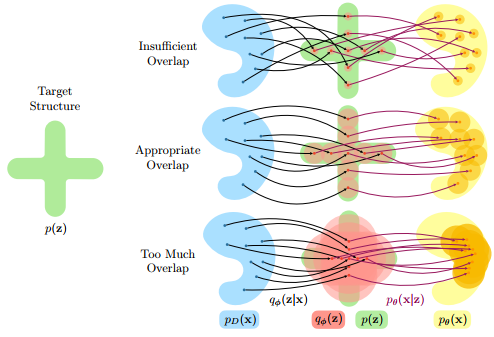 Insufficient
Overlap
Target
Structure
p(z)
Appropriate
Overlap
Too Much
Overlap
qϕ(z|x)
pθ(x|z)
pD(x)
qϕ(z)
p(z)
pθ(x)